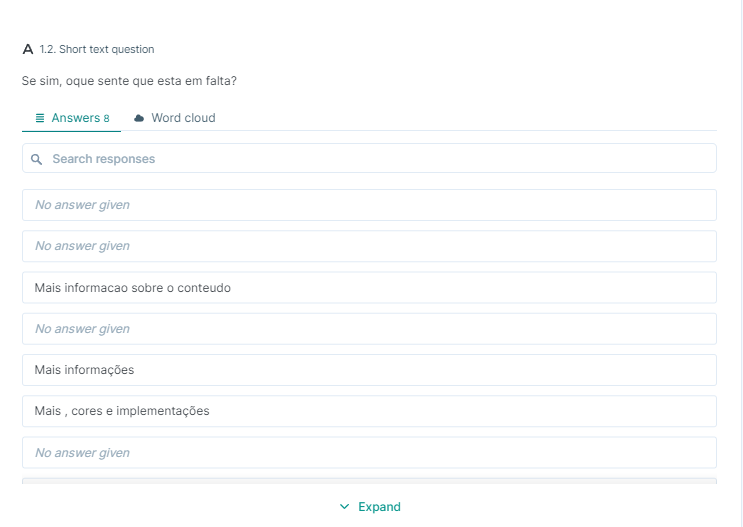 A 1.2. Short text question
Se sim, oque sente que esta em falta?
Answers 8
Word cloud
Search responses
No answer given
No answer given
Mais informacao sobre o conteudo
No answer given
Mais informações
Mais , cores e implementações
No answer given
Expand